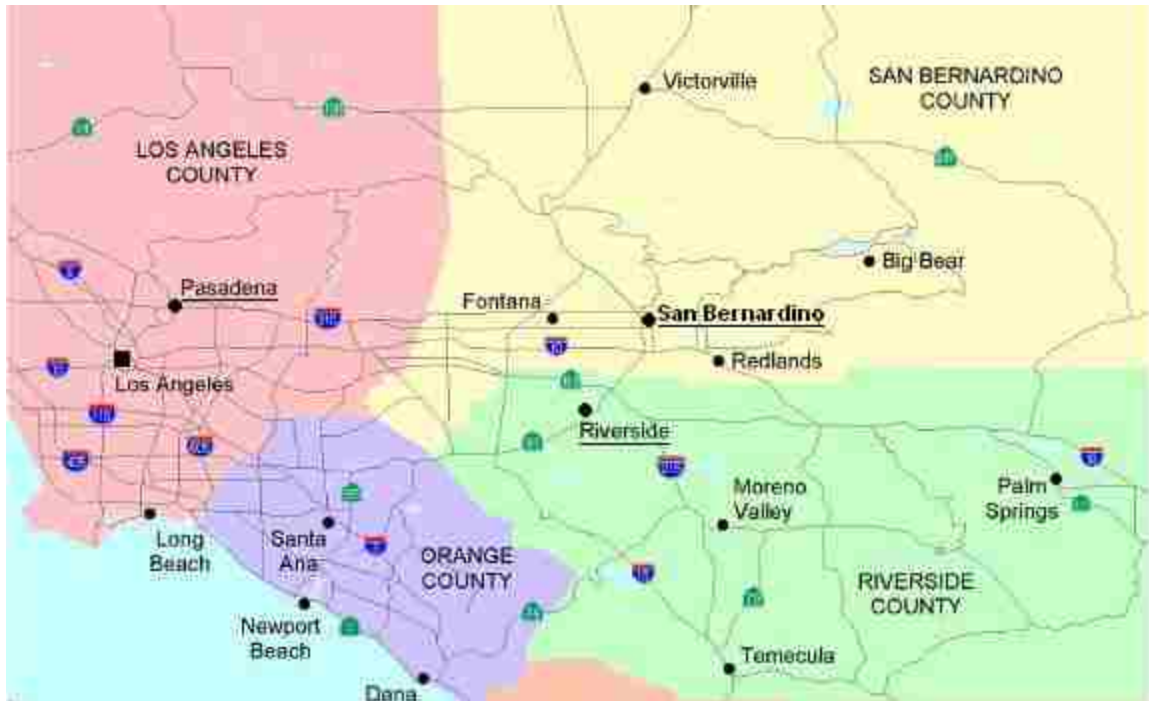 Victorville
SAN BERNARDINO
COUNTY
LOS ANGELES
COUNTY
Big Bear
Pasadena
Fontana
San Bernardino
Redlands
Los Angeles
Riverside
Moreno
Valley
Palm
Springs
Long
Beach
Santa
Ana
ORANGE
COUNTY
RIVERSIDE
COUNTY
Newport
Beach
Temecula
Dana